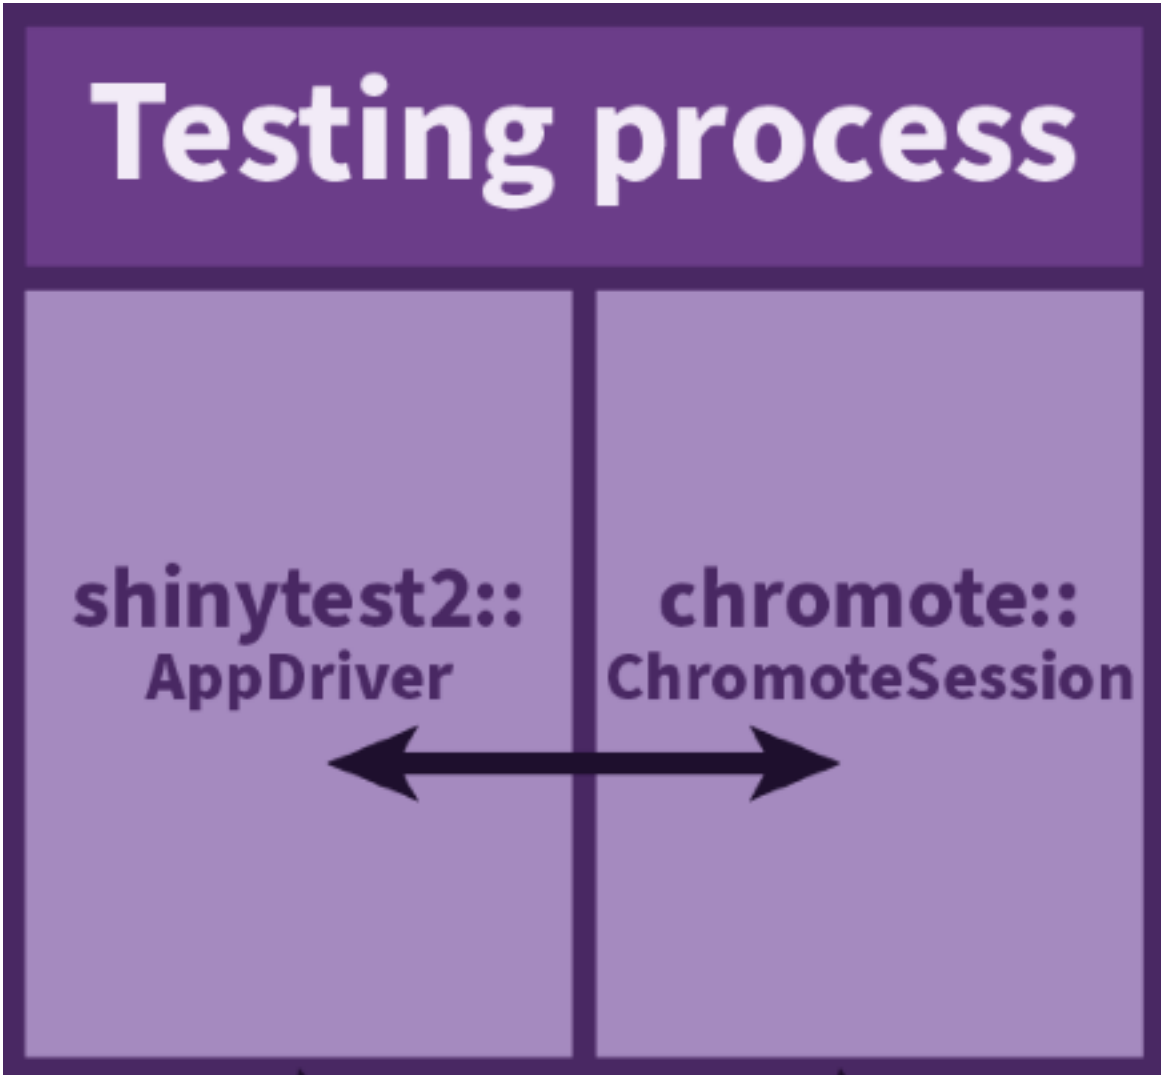 Testing process
shinytest2::
AppDriver
chromote::
ChromoteSession